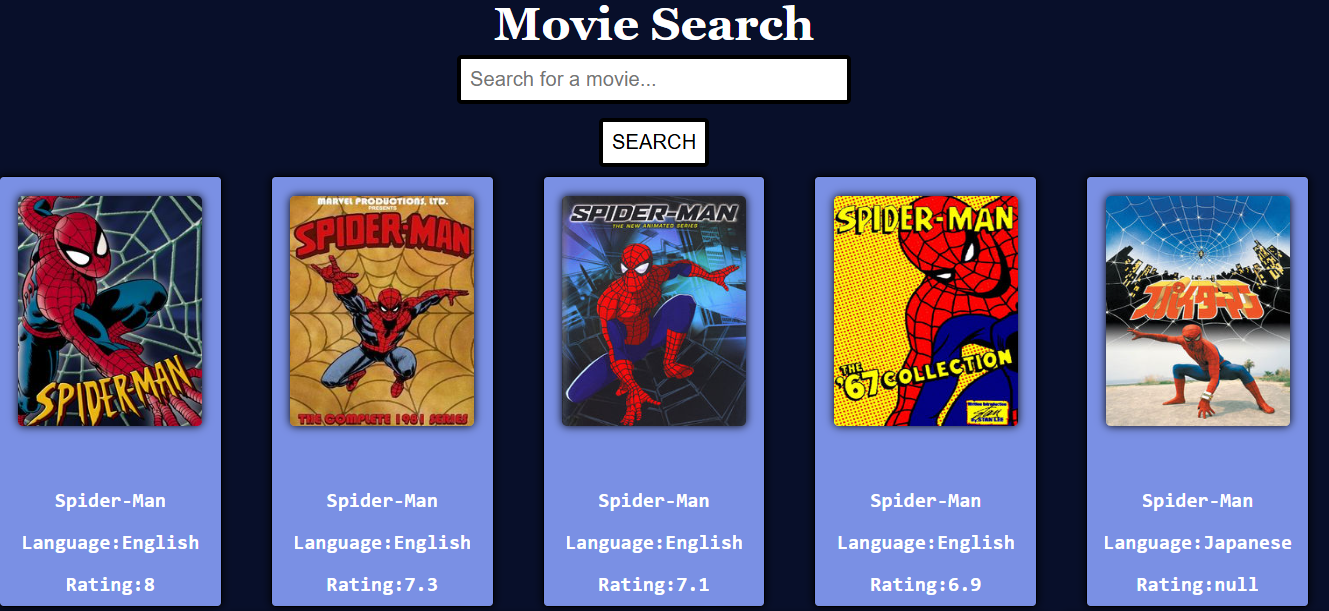 Movie Search
Search for a movie...
SEARCH
SPIDER-MAN
Spider-Man
Language:English
Rating:8
MARVEL PRODUCTIONS, LTD.
PRESENTS
SPIDER-MAN
THE COMPLETE 1981 SERIES
Spider-Man
Language:English
Rating:7.3
SPIDER-MAN
THE NEW ANIMATED SERIES
Spider-Man
Language:English
Rating:7.1
SPIDER-MAN
THE
'67 COLLECTION
Spider-Man
Language:English
Rating:6.9
スパイダーマン
Spider-Man
Language:Japanese
Rating:null